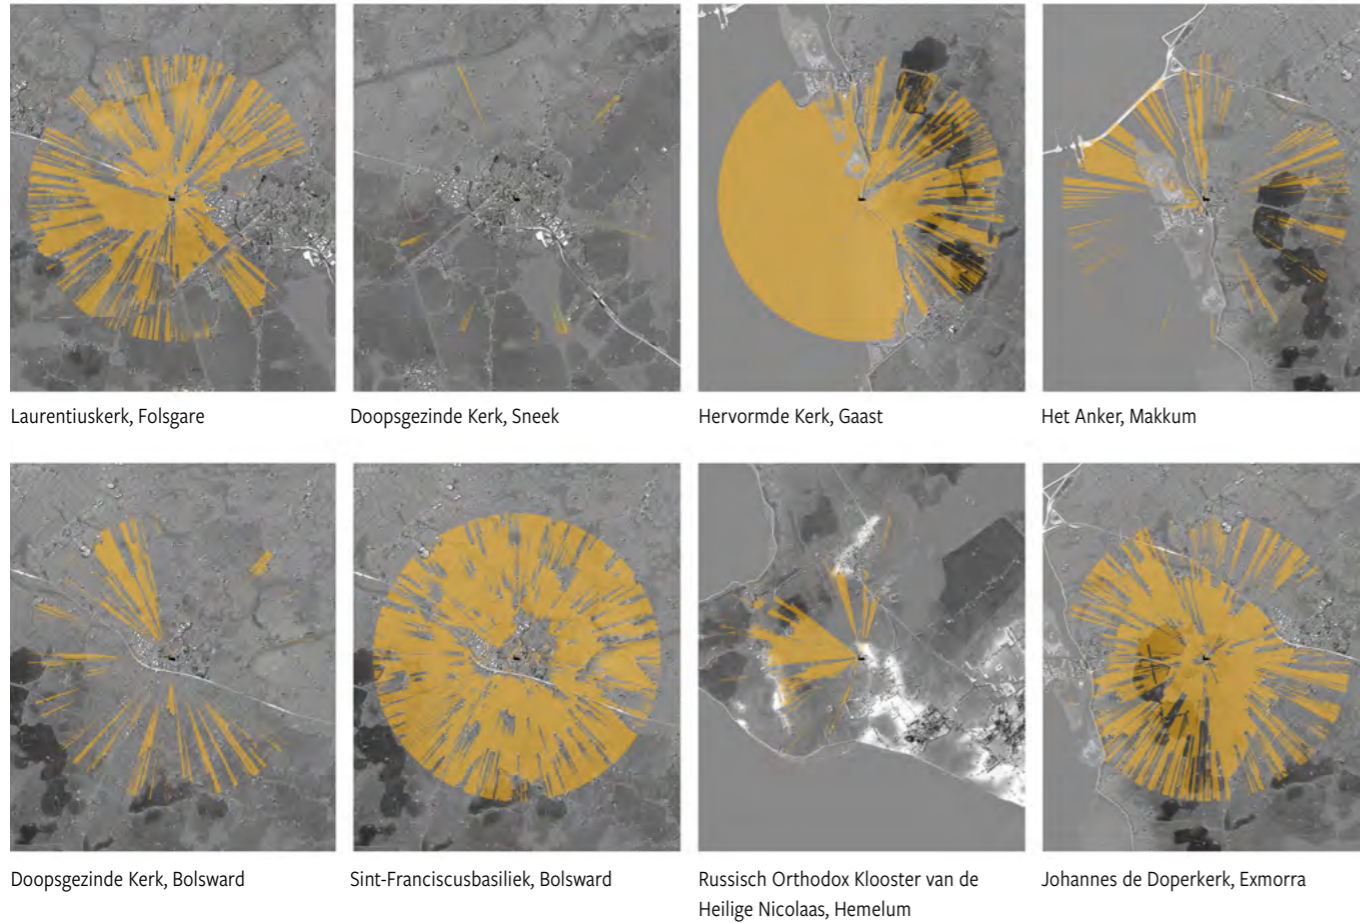 Laurentiuskerk, Folsgare
Doopsgezinde Kerk, Sneek
Hervormde Kerk, Gaast
Het Anker, Makkum
Doopsgezinde Kerk, Bolsward
Sint-Franciscusbasiliek, Bolsward
Russisch Orthodox Klooster van de
Heilige Nicolaas, Hemelum
Johannes de Doperkerk, Exmorra